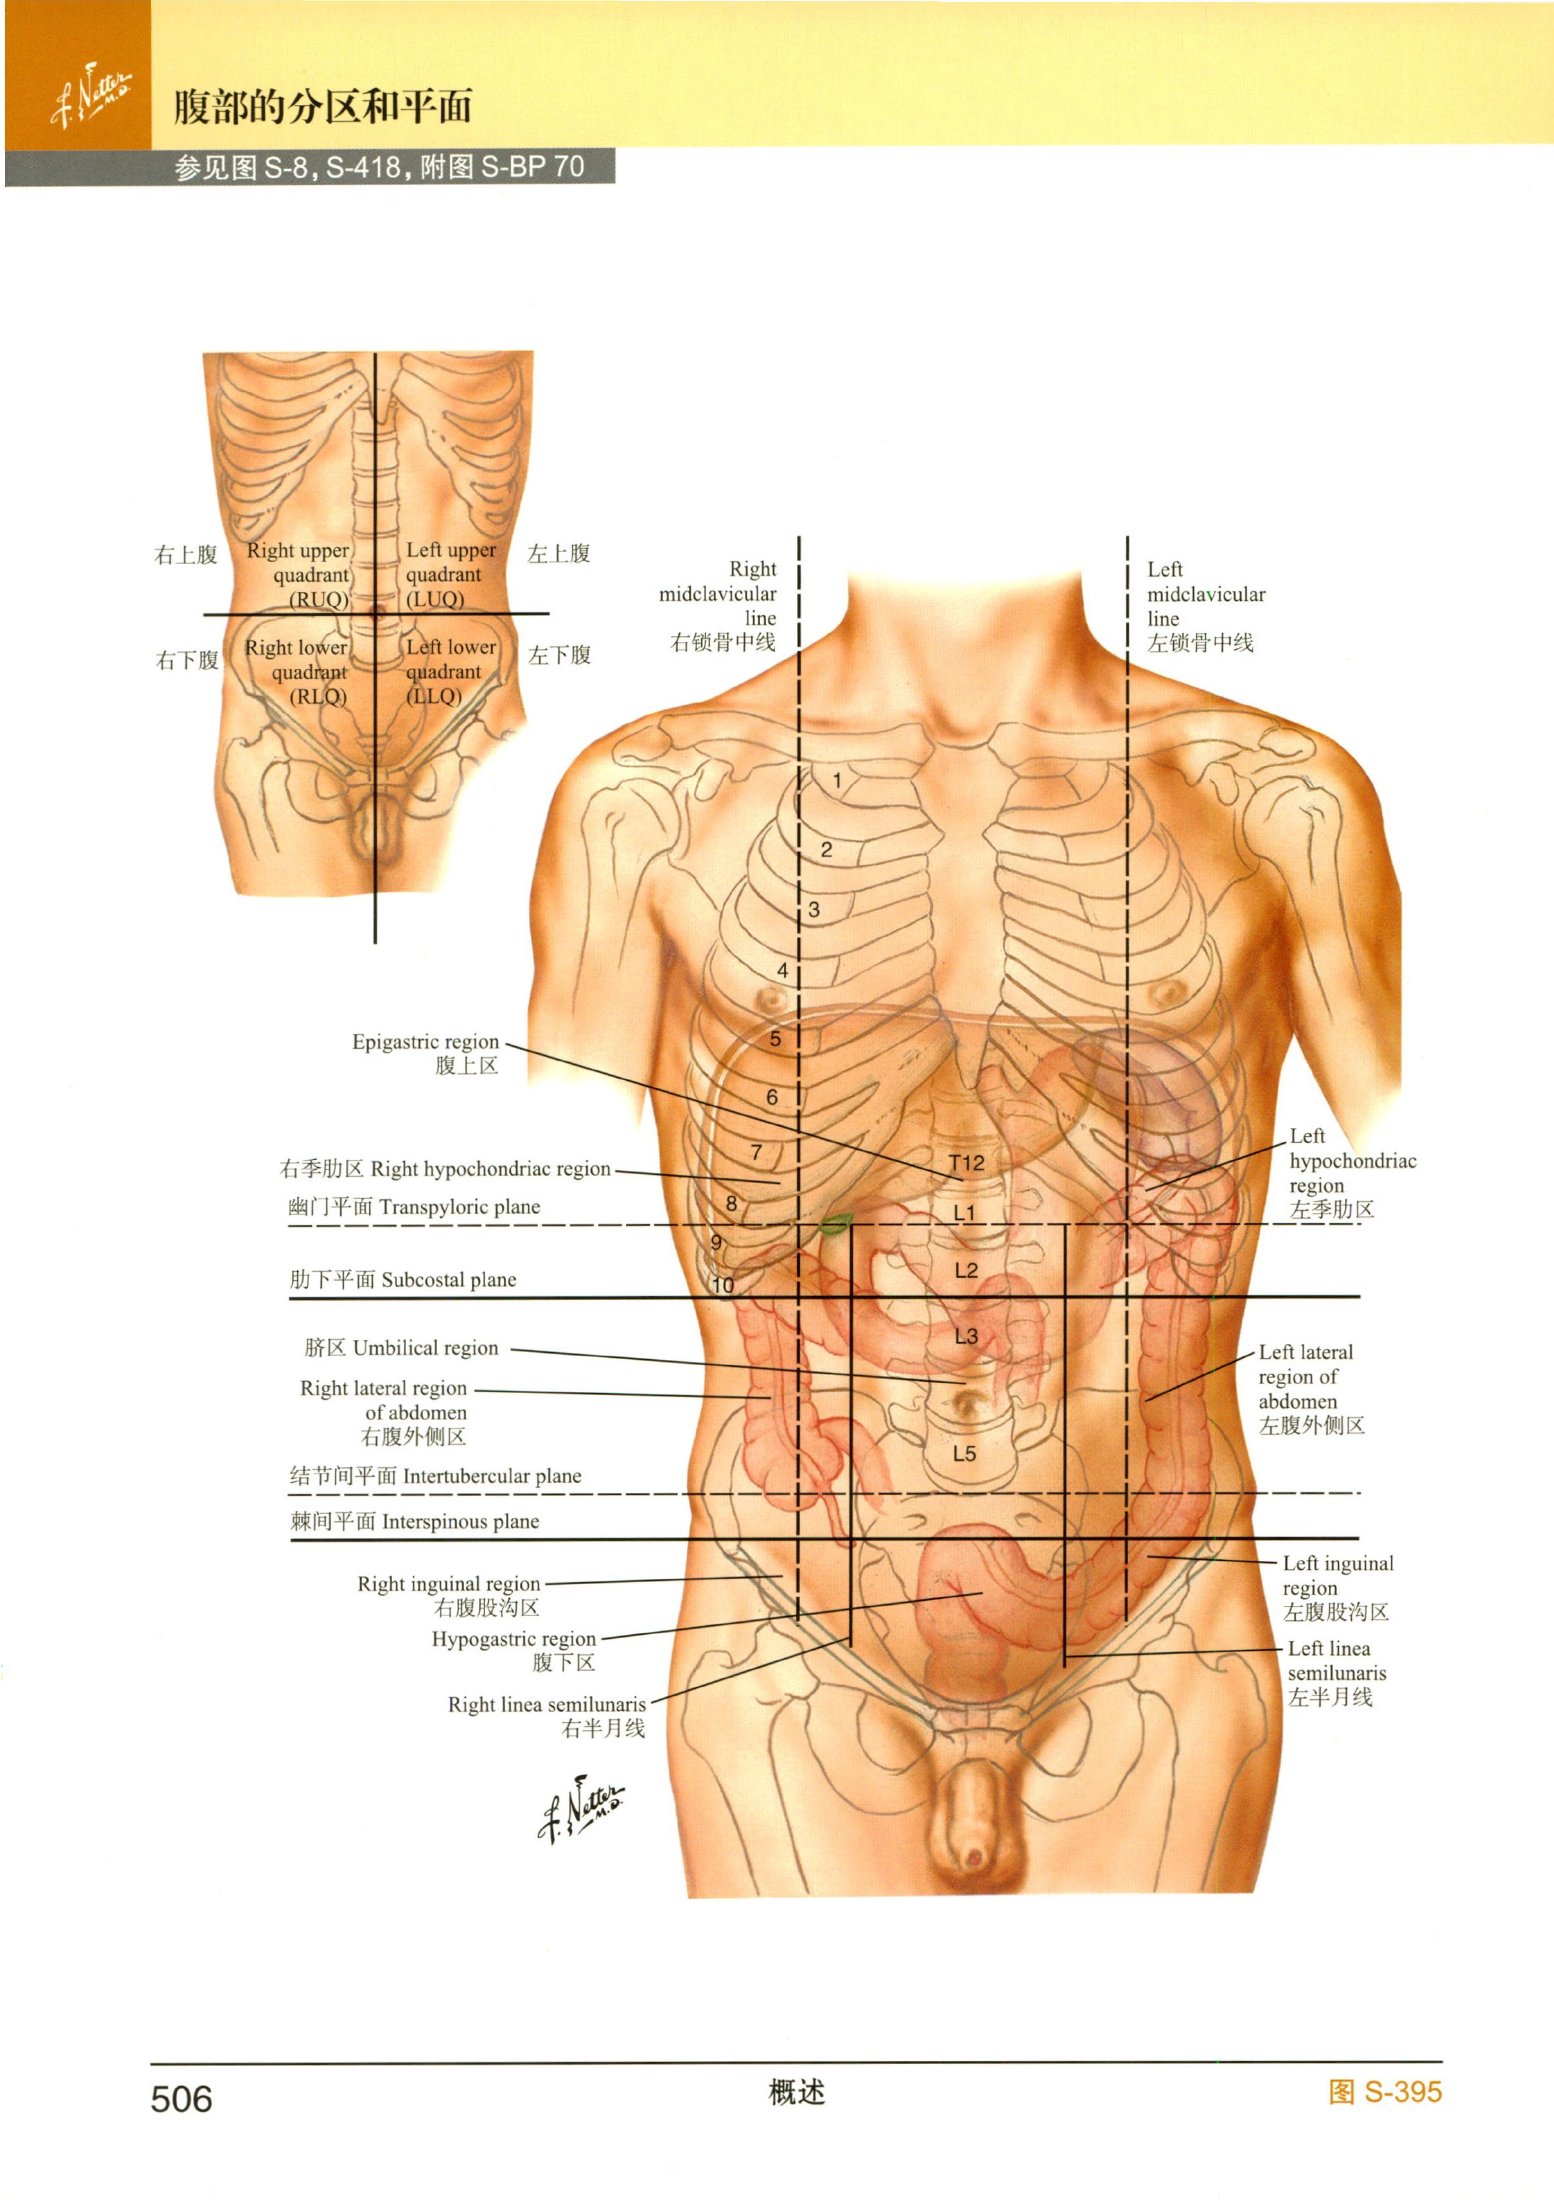 F. Netter M.D.
腹部的分区和平面
参见图 S-8, S-418, 附图 S-BP 70
右上腹
Right upper
quadrant
(RUQ)
Left upper
quadrant
(LUQ)
左上腹
右下腹
Right lower
quadrant
(RLQ)
Left lower
quadrant
(LLQ)
左下腹
Right
midclavicular
line
右锁骨中线
Left
midclavicular
line
左锁骨中线
1
2
3
4
5
6
7
8
9
10
T12
L1
L2
L3
L5
Epigastric region
腹上区
右季肋区 Right hypochondriac region
幽门平面 Transpyloric plane
肋下平面 Subcostal plane
脐区 Umbilical region
Right lateral region
of abdomen
右腹外侧区
结节间平面 Intertubercular plane
棘间平面 Interspinous plane
Right inguinal region
右腹股沟区
Hypogastric region
腹下区
Right linea semilunaris
右半月线
Left
hypochondriac
region
左季肋区
Left lateral
region of
abdomen
左腹外侧区
Left inguinal
region
左腹股沟区
Left linea
semilunaris
左半月线
F. Netter M.D.
506
概述
图 S-395